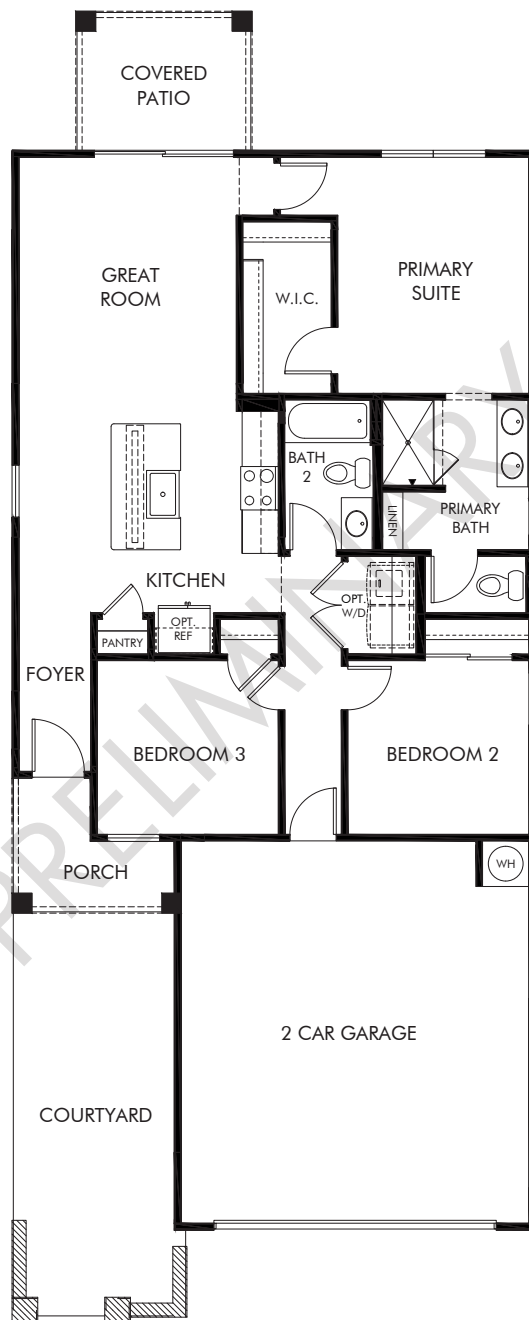 COVERED
PATIO
GREAT
ROOM
PRIMARY
SUITE
W.I.C.
BATH
2
LINEN
PRIMARY
BATH
KITCHEN
OPT.
W/D
OPT.
REF
PANTRY
FOYER
BEDROOM 3
BEDROOM 2
PORCH
WH
2 CAR GARAGE
COURTYARD
PRELIMINARY